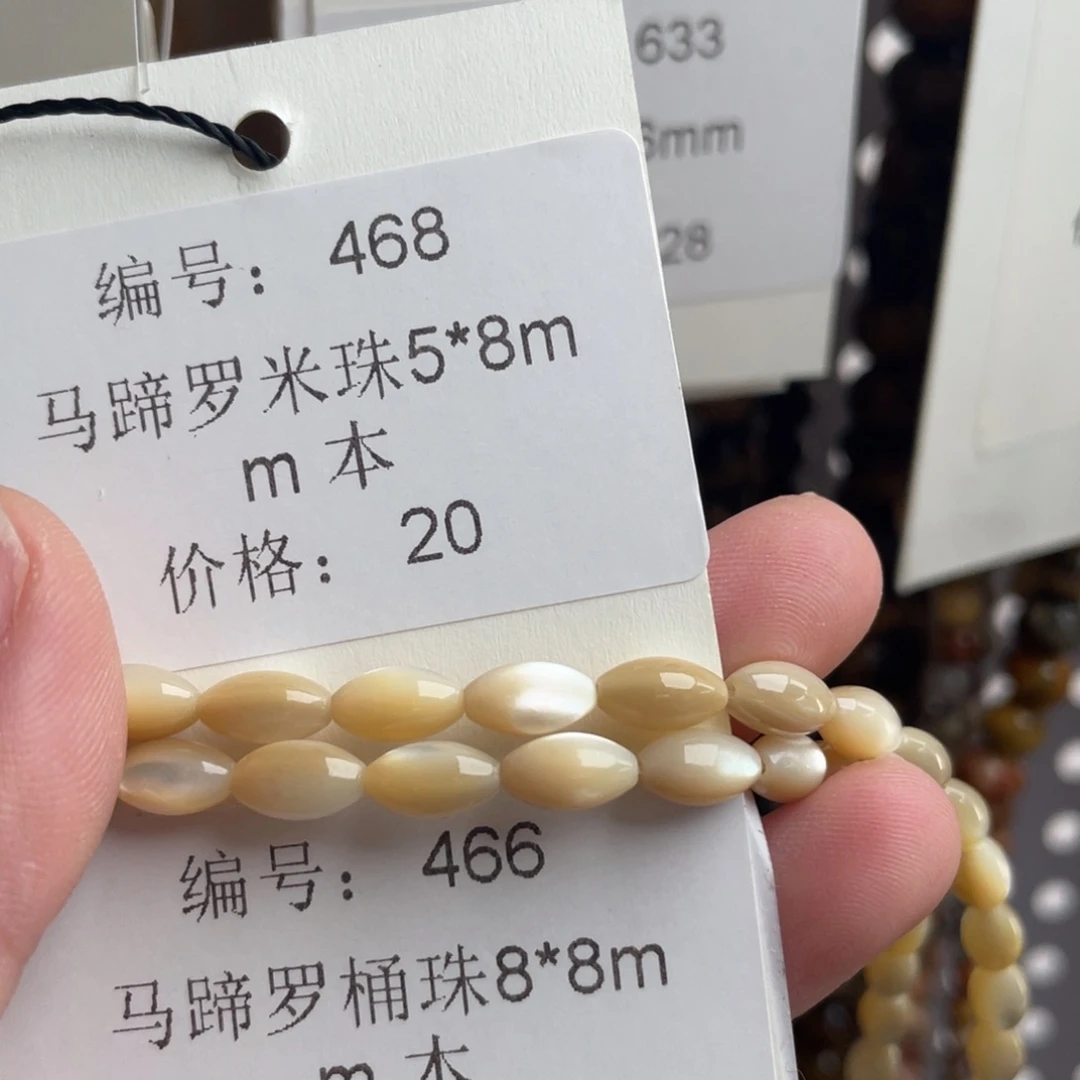 编号: 468
马蹄罗米珠5*8m
m 本
价格: 20
633
6mm
28
编号: 466
马蹄罗桶珠8*8m
m 本